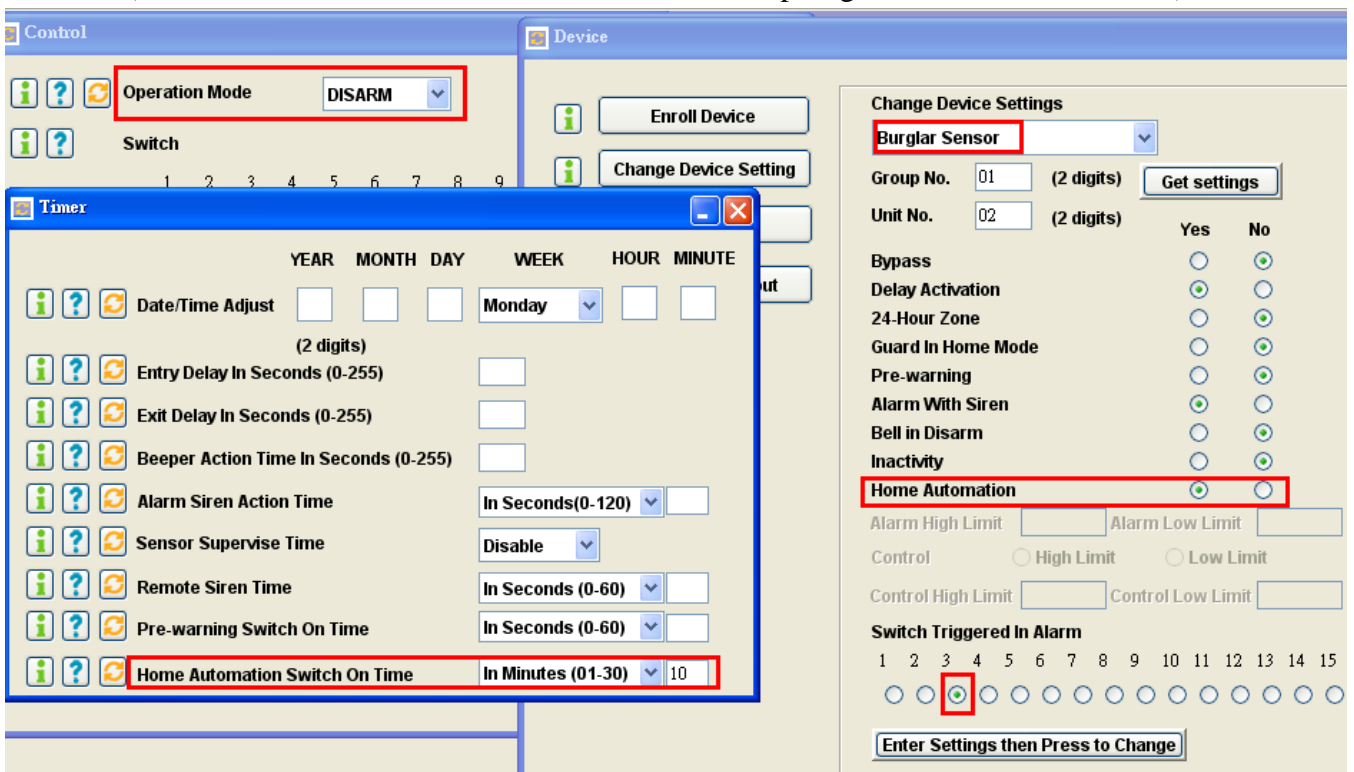 Control
Operation Mode DISARM
Switch
1 2 3 4 5 6 7 8 9
Timer
YEAR MONTH DAY WEEK HOUR MINUTE
Date/Time Adjust Monday
(2 digits)
Entry Delay In Seconds (0-255)
Exit Delay In Seconds (0-255)
Beeper Action Time In Seconds (0-255)
Alarm Siren Action Time In Seconds(0-120)
Sensor Supervise Time Disable
Remote Siren Time In Seconds (0-60)
Pre-warning Switch On Time In Seconds (0-60)
Home Automation Switch On Time In Minutes (01-30) 10
Device
Enroll Device
Change Device Setting
Change Device Settings
Burglar Sensor
Group No. 01 (2 digits) Get settings
Unit No. 02 (2 digits)
Yes No
Bypass
Delay Activation
24-Hour Zone
Guard In Home Mode
Pre-warning
Alarm With Siren
Bell in Disarm
Inactivity
Home Automation
Alarm High Limit Alarm Low Limit
Control High Limit Low Limit
Control High Limit Control Low Limit
Switch Triggered In Alarm
1 2 3 4 5 6 7 8 9 10 11 12 13 14 15
Enter Settings then Press to Change